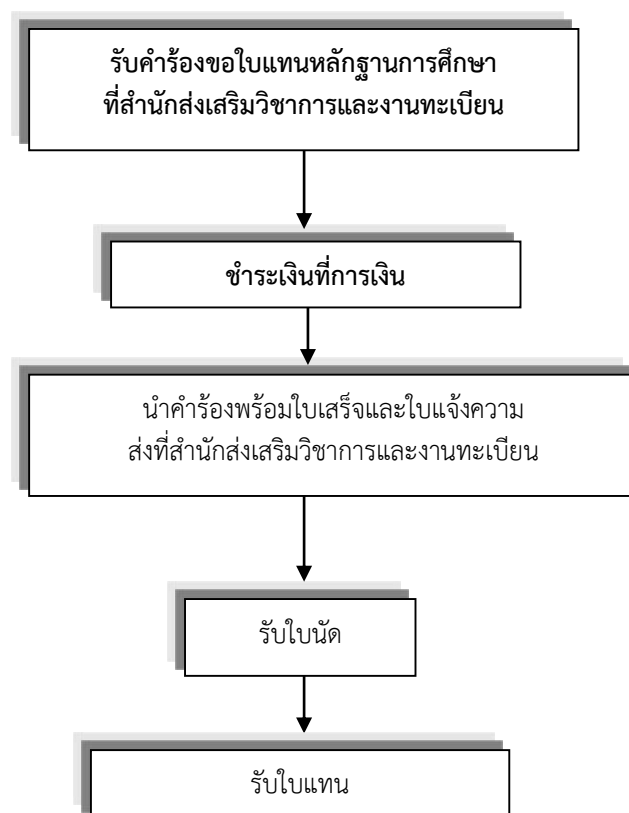 รับคำร้องขอใบแทนหลักฐานการศึกษา
ที่สำนักส่งเสริมวิชาการและงานทะเบียน
ชำระเงินที่การเงิน
นำคำร้องพร้อมใบเสร็จและใบแจ้งความ
ส่งที่สำนักส่งเสริมวิชาการและงานทะเบียน
รับใบนัด
รับใบแทน